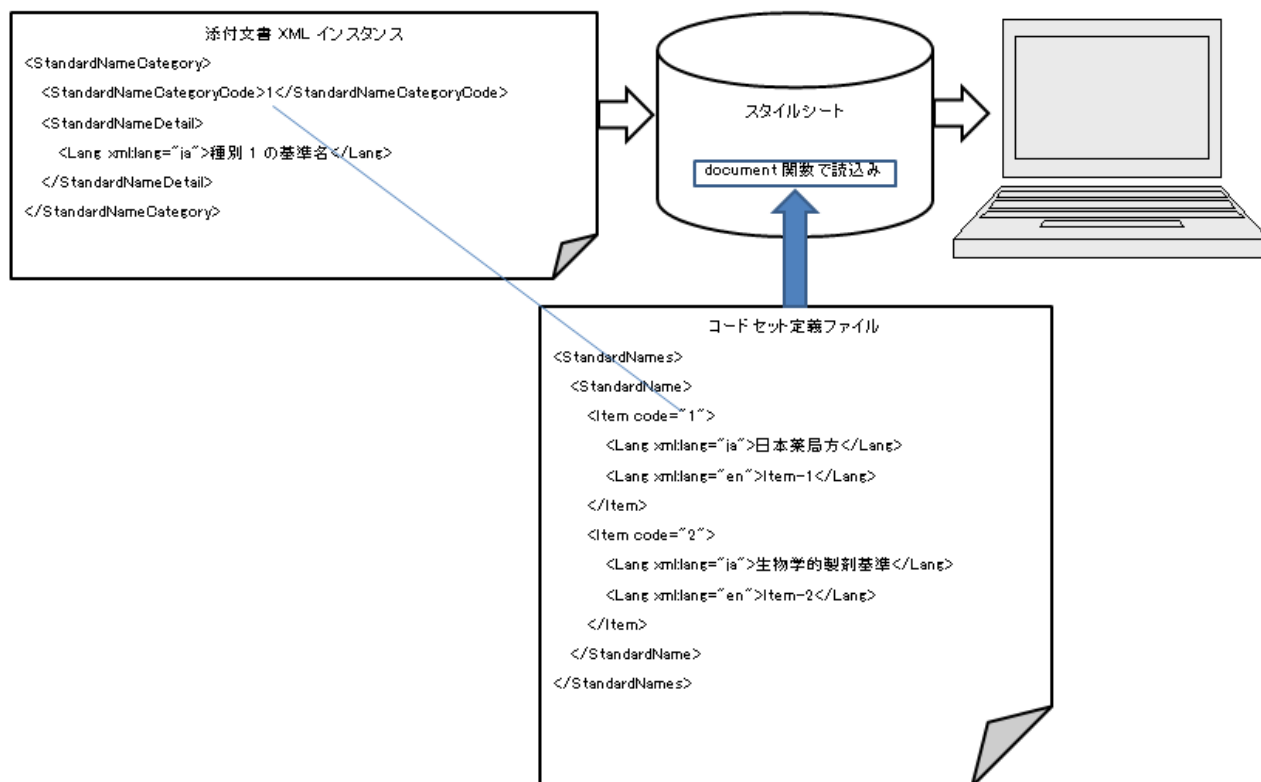 添付文書 XML インスタンス
<StandardNameCategory>
<StandardNameCategoryCode>1</StandardNameCategoryCode>
<StandardNameDetail>
<Lang xml:lang="ja">種別 1 の基準名</Lang>
</StandardNameDetail>
</StandardNameCategory>
スタイルシート
document 関数で読込み
コードセット定義ファイル
<StandardNames>
<StandardName>
<Item code="1">
<Lang xml:lang="ja">日本薬局方</Lang>
<Lang xml:lang="en">Item-1</Lang>
</Item>
<Item code="2">
<Lang xml:lang="ja">生物学的製剤基準</Lang>
<Lang xml:lang="en">Item-2</Lang>
</Item>
</StandardName>
</StandardNames>